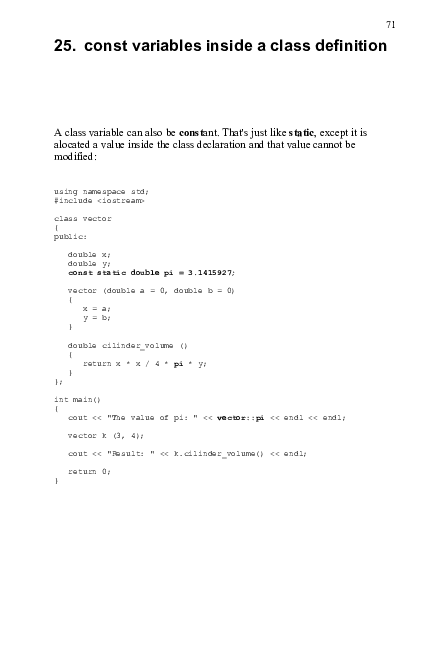 71
25. const variables inside a class definition
A class variable can also be constant. That's just like static, except it is
alocated a value inside the class declaration and that value cannot be
modified:
using namespace std;
#include <iostream>
class vector
{
public:
double x;
double y;
const static double pi = 3.1415927;
vector (double a = 0, double b = 0)
{
x = a;
y = b;
}
double cilinder_volume ()
{
return x * x / 4 * pi * y;
}
};
int main()
{
cout << "The value of pi: " << vector::pi << endl << endl;
vector k (3, 4);
cout << "Result: " << k.cilinder_volume() << endl;
return 0;
}